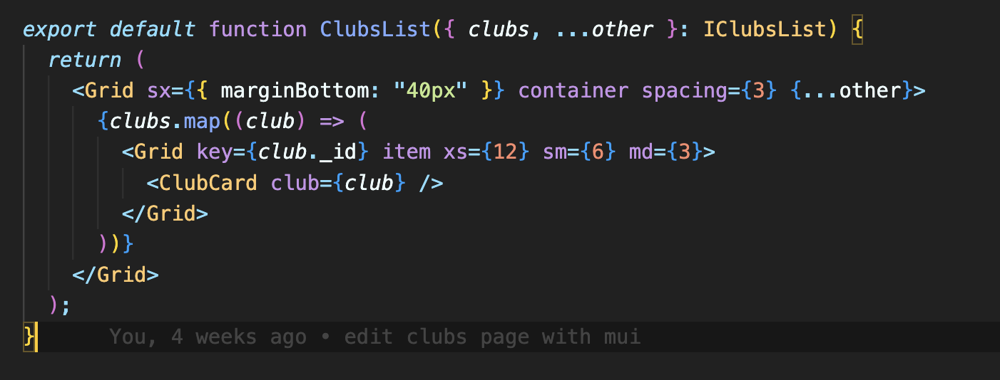 export default function ClubsList({ clubs, ...other }: IClubsList) {
return (
<Grid sx={{ marginBottom: "40px" }} container spacing={3} {...other}>
{clubs.map((club) => (
<Grid key={club._id} item xs={12} sm={6} md={3}>
<ClubCard club={club} />
</Grid>
))}
</Grid>
);
} You, 4 weeks ago • edit clubs page with mui